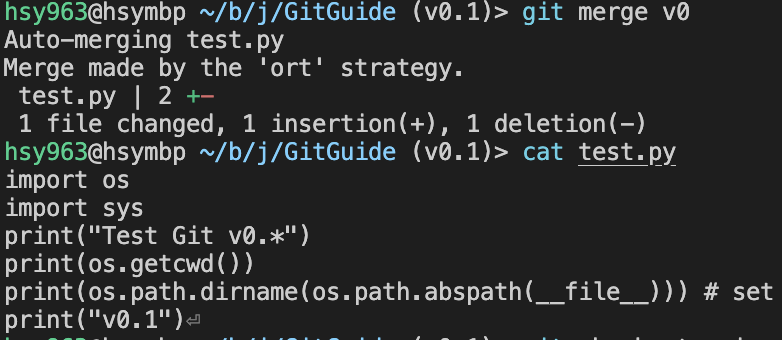 hsy963@hsymbp ~/b/j/GitGuide (v0.1)> git merge v0
Auto-merging test.py
Merge made by the 'ort' strategy.
 test.py | 2 +-
 1 file changed, 1 insertion(+), 1 deletion(-)
hsy963@hsymbp ~/b/j/GitGuide (v0.1)> cat test.py
import os
import sys
print("Test Git v0.*")
print(os.getcwd())
print(os.path.dirname(os.path.abspath(__file__))) # set
print("v0.1")⏎